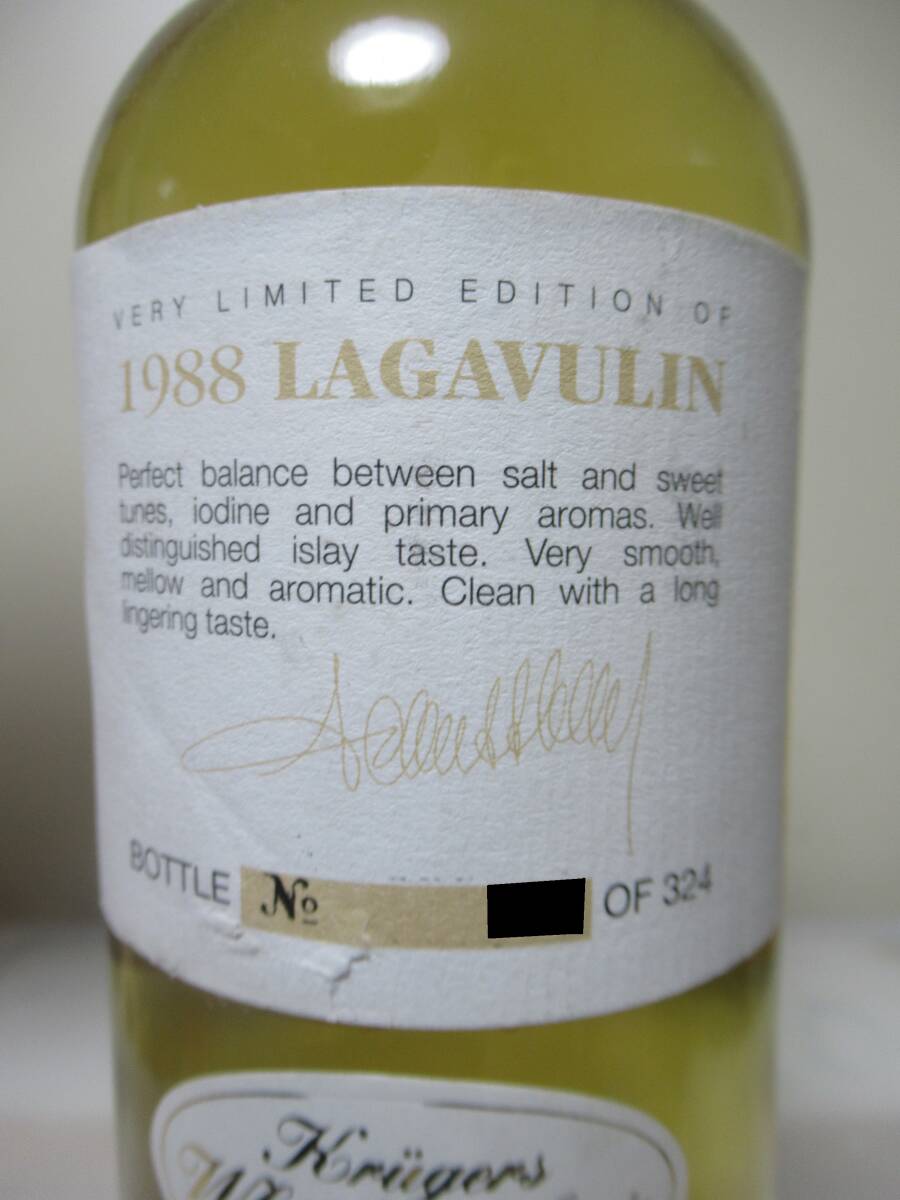 VERY LIMITED EDITION OF
1988 LAGAVULIN
Perfect balance between salt and sweet
tunes, iodine and primary aromas. Well
distinguished islay taste. Very smooth,
mellow and aromatic. Clean with a long
lingering taste.
BOTTLE № OF 324
Krügers